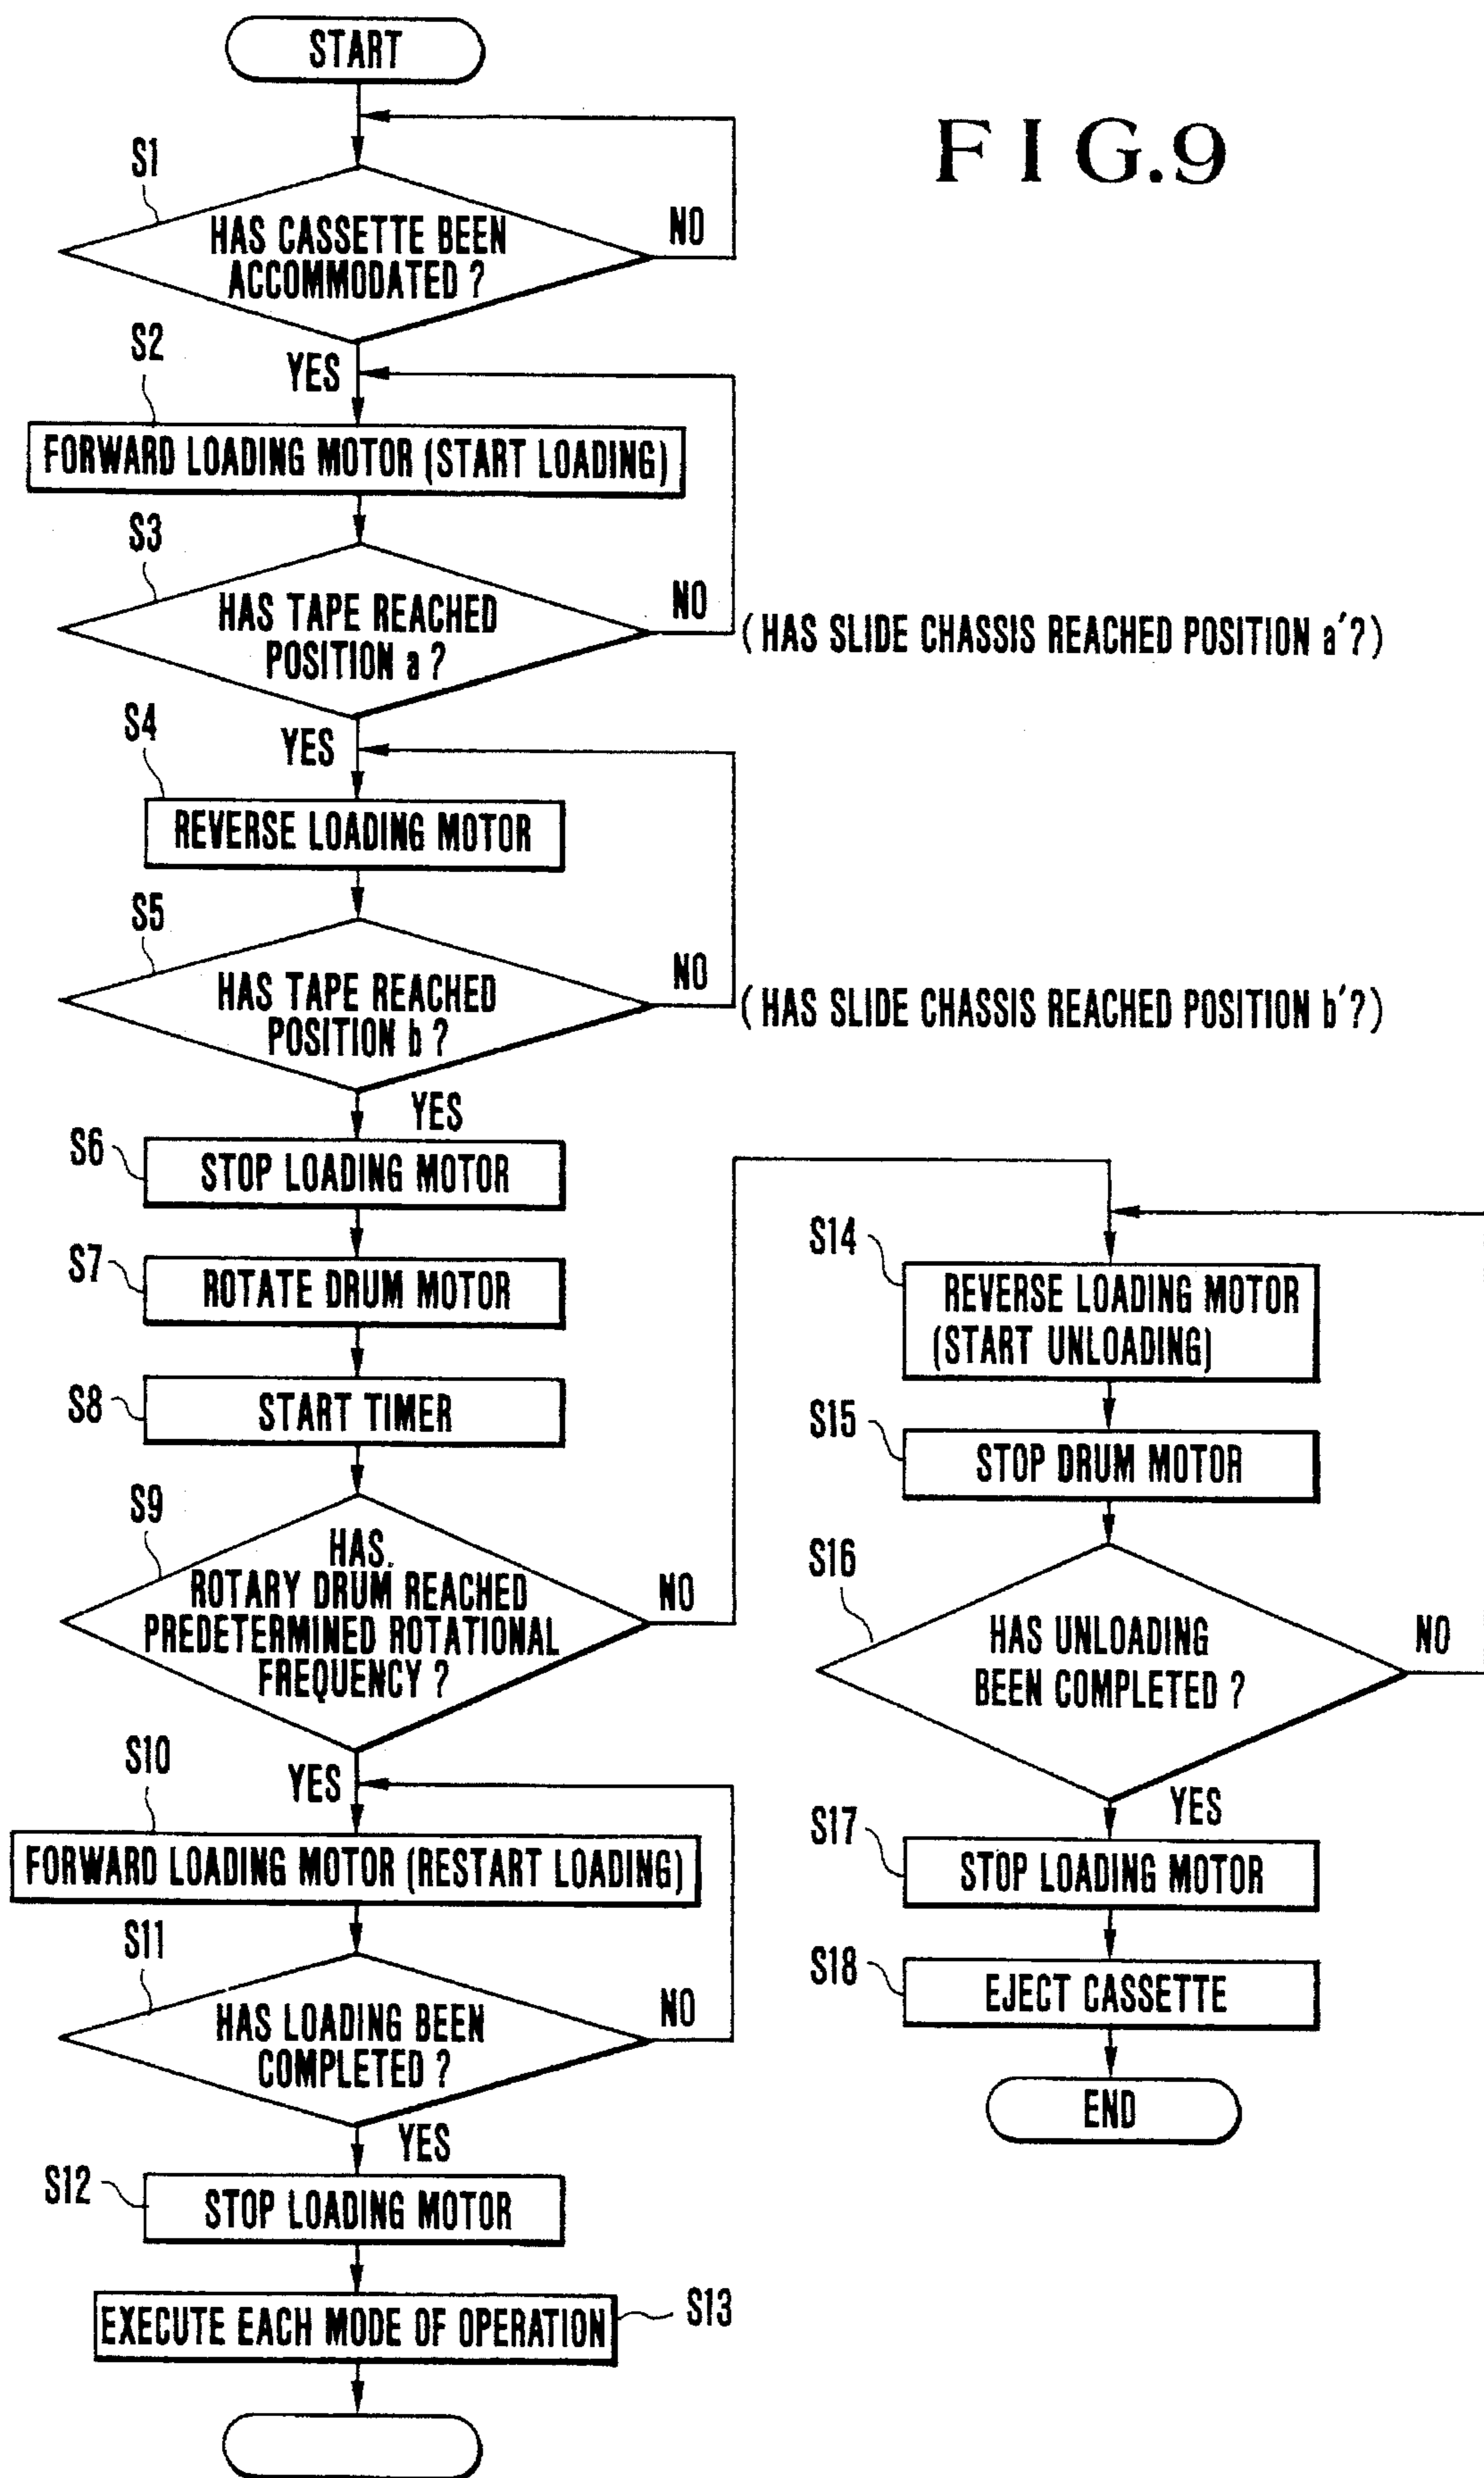 FIG.9
START
S1
HAS CASSETTE BEEN
ACCOMMODATED ?
NO
YES
S2
FORWARD LOADING MOTOR (START LOADING)
S3
HAS TAPE REACHED
POSITION a ?
NO
(HAS SLIDE CHASSIS REACHED POSITION a'?)
YES
S4
REVERSE LOADING MOTOR
S5
HAS TAPE REACHED
POSITION b ?
NO
(HAS SLIDE CHASSIS REACHED POSITION b'?)
YES
S6
STOP LOADING MOTOR
S7
ROTATE DRUM MOTOR
S8
START TIMER
S9
HAS.
ROTARY DRUM REACHED
PREDETERMINED ROTATIONAL
FREQUENCY ?
NO
YES
S10
FORWARD LOADING MOTOR (RESTART LOADING)
S11
HAS LOADING BEEN
COMPLETED ?
NO
YES
S12
STOP LOADING MOTOR
EXECUTE EACH MODE OF OPERATION
S13
S14
REVERSE LOADING MOTOR
(START UNLOADING)
S15
STOP DRUM MOTOR
S16
HAS UNLOADING
BEEN COMPLETED ?
NO
YES
S17
STOP LOADING MOTOR
S18
EJECT CASSETTE
END